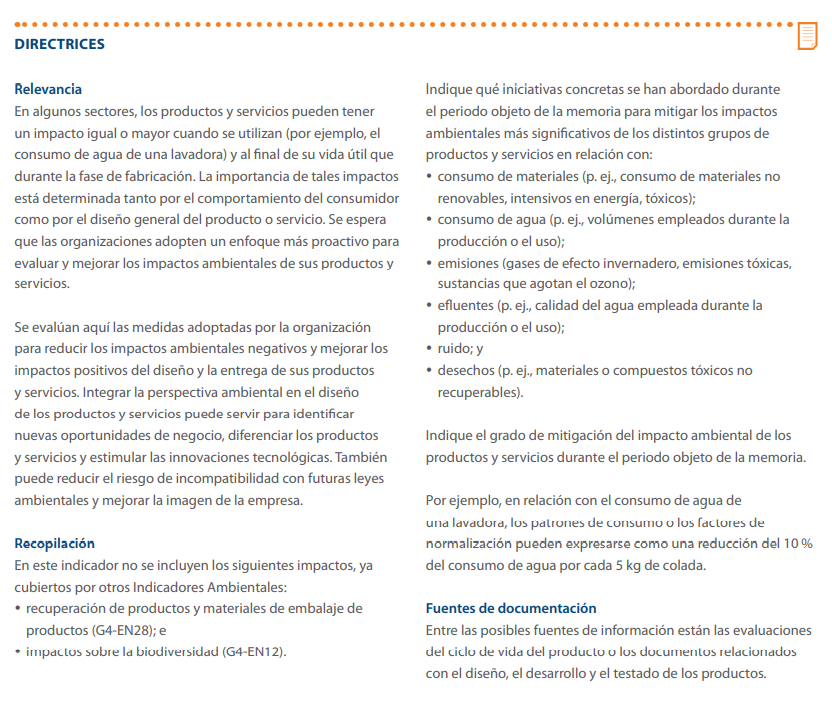 DIRECTRICES
Relevancia
En algunos sectores, los productos y servicios pueden tener
un impacto igual o mayor cuando se utilizan (por ejemplo, el
consumo de agua de una lavadora) y al final de su vida útil que
durante la fase de fabricación. La importancia de tales impactos
está determinada tanto por el comportamiento del consumidor
como por el diseño general del producto o servicio. Se espera
que las organizaciones adopten un enfoque más proactivo para
evaluar y mejorar los impactos ambientales de sus productos y
servicios.
Se evalúan aquí las medidas adoptadas por la organización
para reducir los impactos ambientales negativos y mejorar los
impactos positivos del diseño y la entrega de sus productos
y servicios. Integrar la perspectiva ambiental en el diseño
de los productos y servicios puede servir para identificar
nuevas oportunidades de negocio, diferenciar los productos
y servicios y estimular las innovaciones tecnológicas. También
puede reducir el riesgo de incompatibilidad con futuras leyes
ambientales y mejorar la imagen de la empresa.
Recopilación
En este indicador no se incluyen los siguientes impactos, ya
cubiertos por otros Indicadores Ambientales:
• recuperación de productos y materiales de embalaje de
productos (G4-EN28); e
• impactos sobre la biodiversidad (G4-EN12).
Indique qué iniciativas concretas se han abordado durante
el periodo objeto de la memoria para mitigar los impactos
ambientales más significativos de los distintos grupos de
productos y servicios en relación con:
• consumo de materiales (p. ej., consumo de materiales no
renovables, intensivos en energía, tóxicos);
• consumo de agua (p. ej., volúmenes empleados durante la
producción o el uso);
• emisiones (gases de efecto invernadero, emisiones tóxicas,
sustancias que agotan el ozono);
• efluentes (p. ej., calidad del agua empleada durante la
producción o el uso);
• ruido; y
• desechos (p. ej., materiales o compuestos tóxicos no
recuperables).
Indique el grado de mitigación del impacto ambiental de los
productos y servicios durante el periodo objeto de la memoria.
Por ejemplo, en relación con el consumo de agua de
una lavadora, los patrones de consumo o los factores de
normalización pueden expresarse como una reducción del 10 %
del consumo de agua por cada 5 kg de colada.
Fuentes de documentación
Entre las posibles fuentes de información están las evaluaciones
del ciclo de vida del producto o los documentos relacionados
con el diseño, el desarrollo y el testado de los productos.